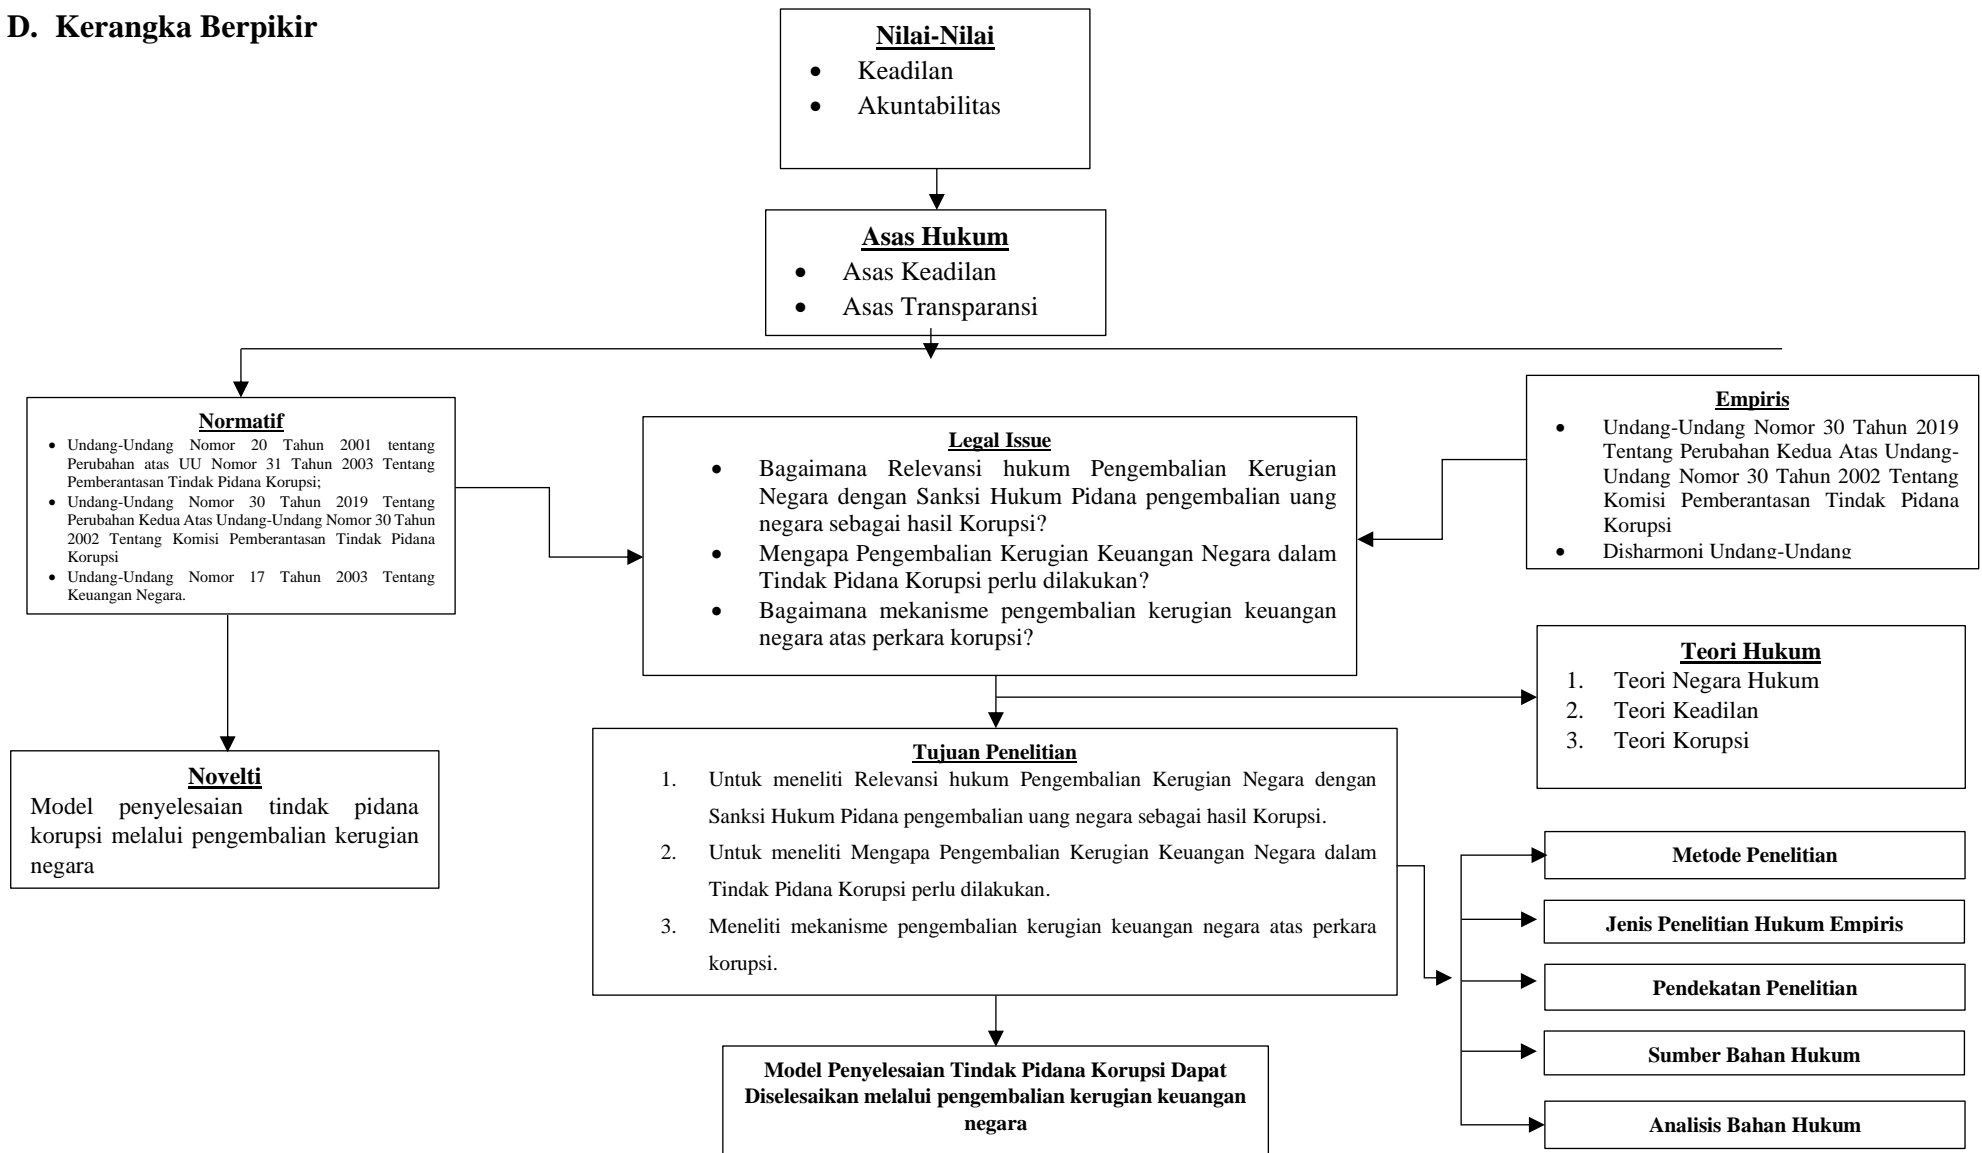 D. Kerangka Berpikir
Nilai-Nilai
• Keadilan
• Akuntabilitas
Asas Hukum
• Asas Keadilan
• Asas Transparansi
Normatif
• Undang-Undang Nomor 20 Tahun 2001 tentang
Perubahan atas UU Nomor 31 Tahun 2003 Tentang
Pemberantasan Tindak Pidana Korupsi;
• Undang-Undang Nomor 30 Tahun 2019 Tentang
Perubahan Kedua Atas Undang-Undang Nomor 30 Tahun
2002 Tentang Komisi Pemberantasan Tindak Pidana
Korupsi
• Undang-Undang Nomor 17 Tahun 2003 Tentang
Keuangan Negara.
Legal Issue
• Bagaimana Relevansi hukum Pengembalian Kerugian
Negara dengan Sanksi Hukum Pidana pengembalian uang
negara sebagai hasil Korupsi?
• Mengapa Pengembalian Kerugian Keuangan Negara dalam
Tindak Pidana Korupsi perlu dilakukan?
• Bagaimana mekanisme pengembalian kerugian keuangan
negara atas perkara korupsi?
Empiris
• Undang-Undang Nomor 30 Tahun 2019
Tentang Perubahan Kedua Atas Undang-
Undang Nomor 30 Tahun 2002 Tentang
Komisi Pemberantasan Tindak Pidana
Korupsi
• Disharmoni Undang-Undang
Teori Hukum
1. Teori Negara Hukum
2. Teori Keadilan
3. Teori Korupsi
Novelti
Model penyelesaian tindak pidana
korupsi melalui pengembalian kerugian
negara
Tujuan Penelitian
1. Untuk meneliti Relevansi hukum Pengembalian Kerugian Negara dengan
Sanksi Hukum Pidana pengembalian uang negara sebagai hasil Korupsi.
2. Untuk meneliti Mengapa Pengembalian Kerugian Keuangan Negara dalam
Tindak Pidana Korupsi perlu dilakukan.
3. Meneliti mekanisme pengembalian kerugian keuangan negara atas perkara
korupsi.
Metode Penelitian
Jenis Penelitian Hukum Empiris
Pendekatan Penelitian
Sumber Bahan Hukum
Analisis Bahan Hukum
Model Penyelesaian Tindak Pidana Korupsi Dapat
Diselesaikan melalui pengembalian kerugian keuangan
negara